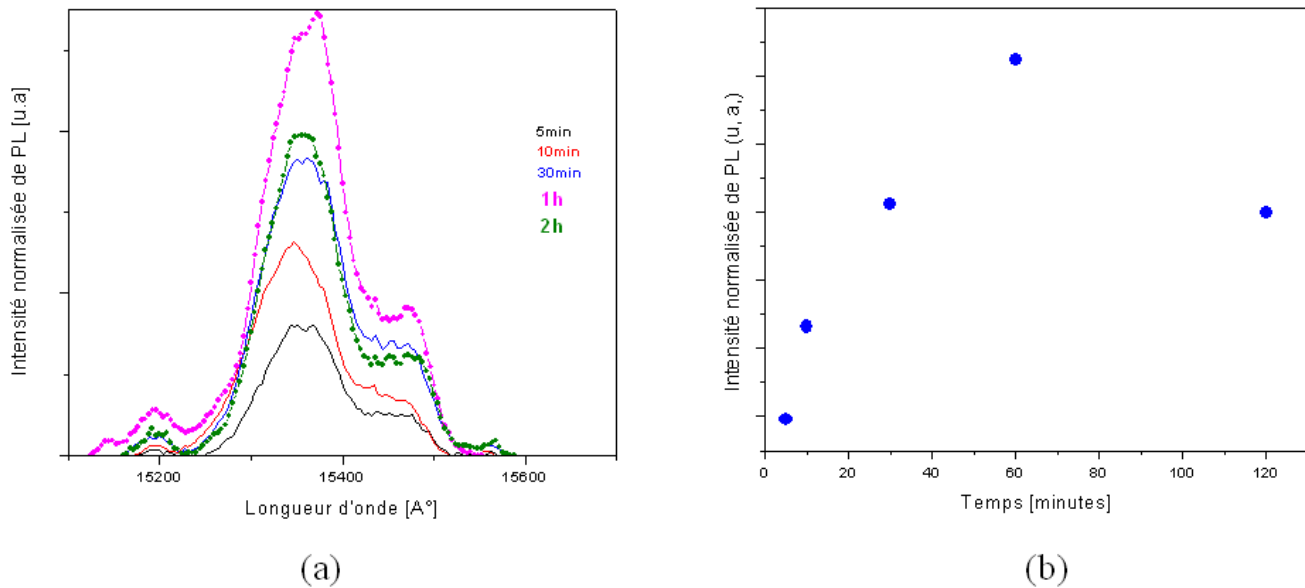 Intensité normalisée de PL [u.a]
5min
10min
30min
1h
2h
15200 15400 15600
Longueur d'onde [A°]
(a)
Intensité normalisée de PL (u, a,)
0 20 40 60 80 100 120
Temps [minutes]
(b)